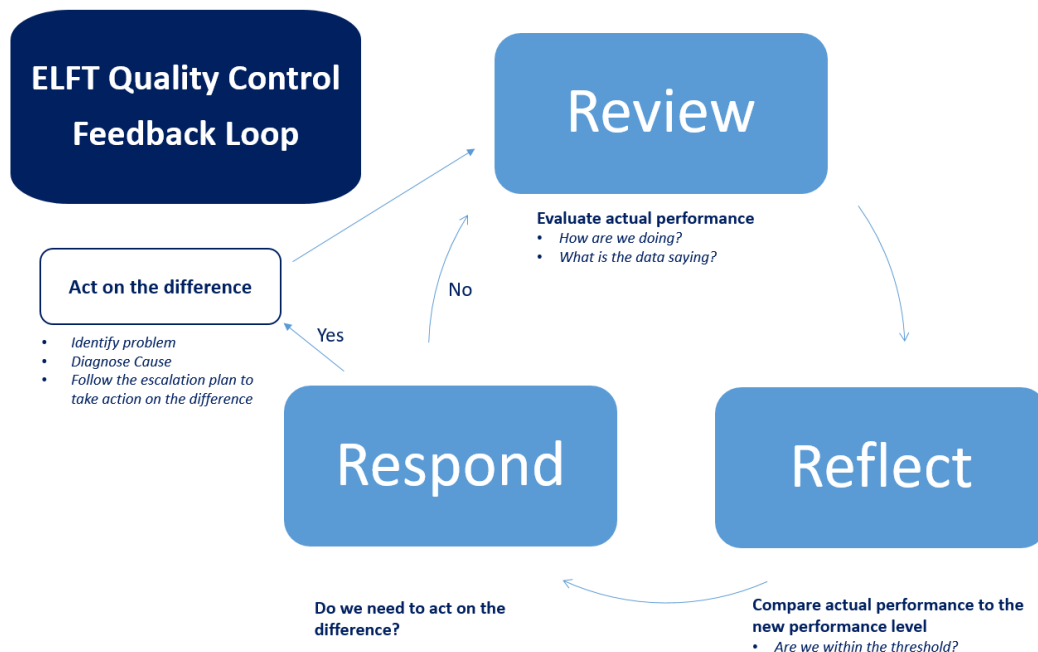 ELFT Quality Control
Feedback Loop
Review
Evaluate actual performance
• How are we doing?
• What is the data saying?
Act on the difference
• Identify problem
• Diagnose Cause
• Follow the escalation plan to
take action on the difference
Yes
No
Respond
Do we need to act on the
difference?
Reflect
Compare actual performance to the
new performance level
• Are we within the threshold?